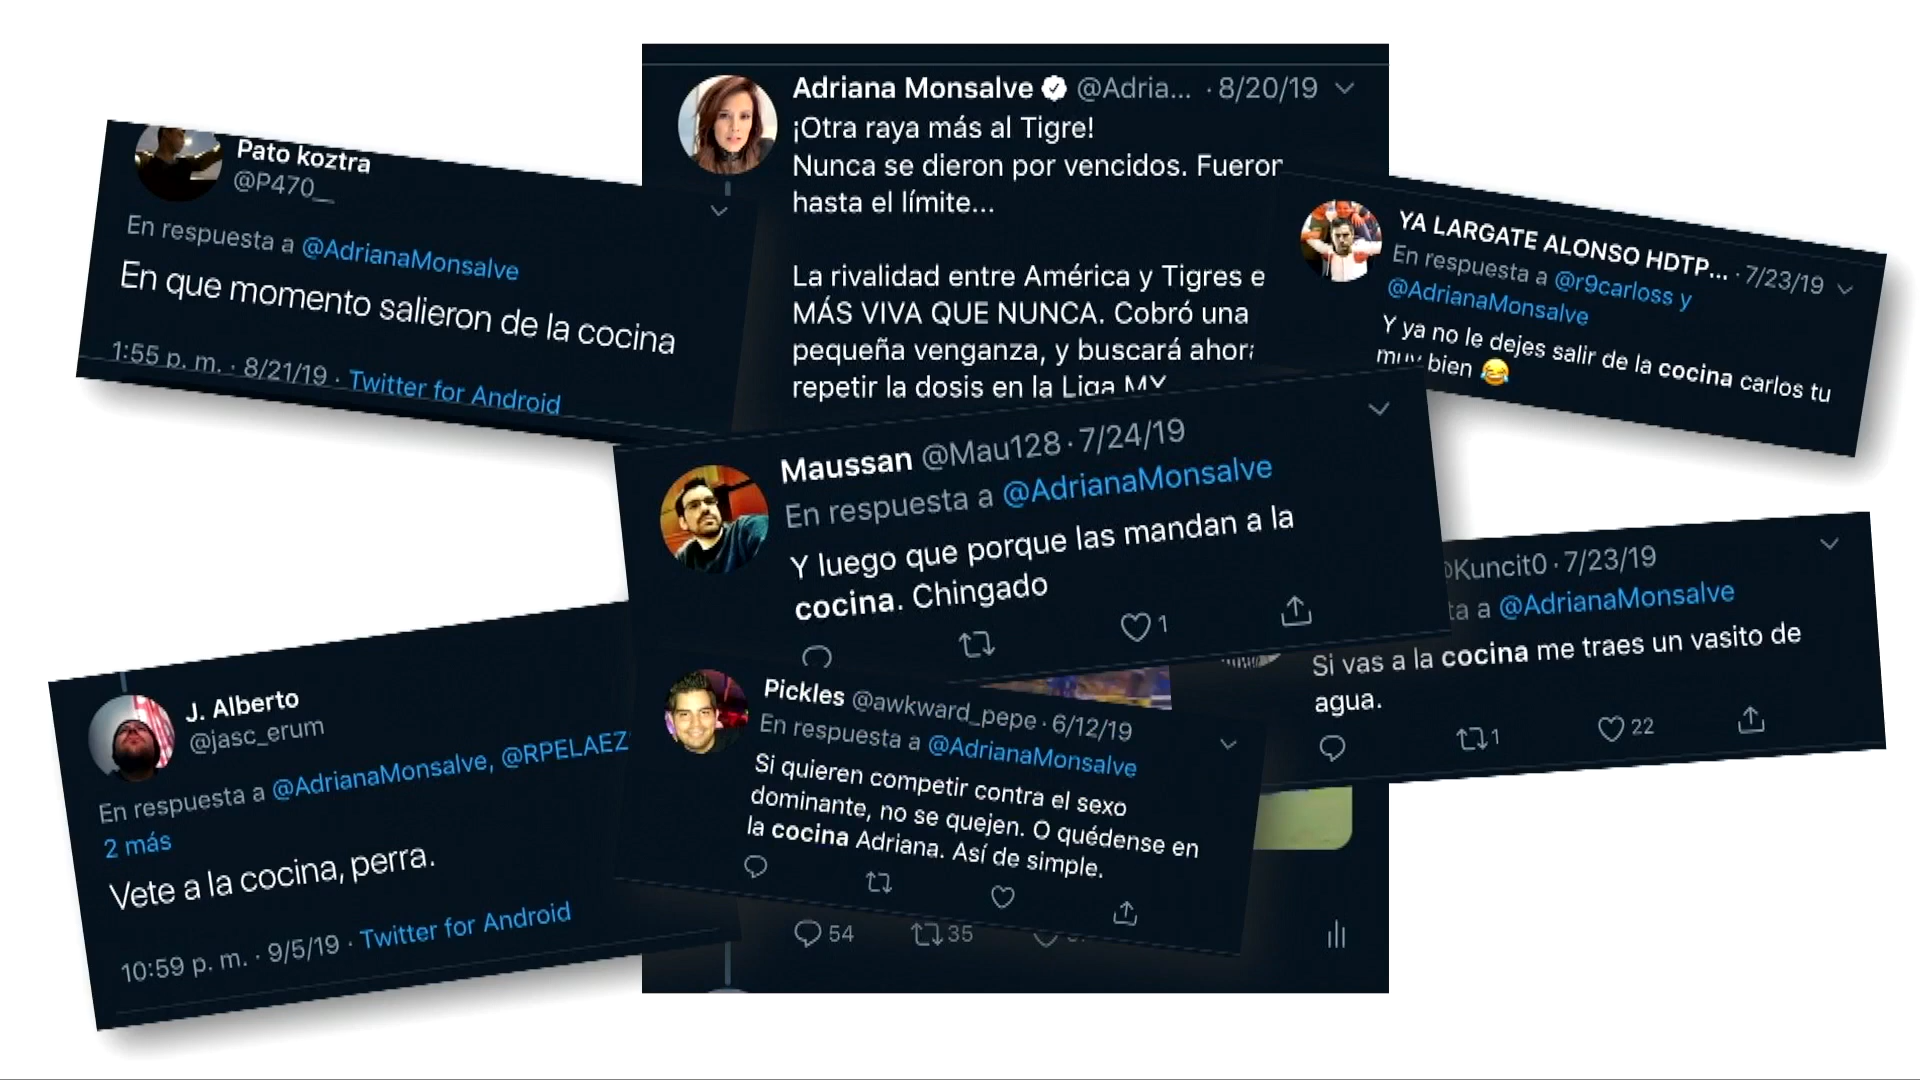 Adriana Monsalve @Adria... · 8/20/19
¡Otra raya más al Tigre!
Nunca se dieron por vencidos. Fueron
hasta el límite...
La rivalidad entre América y Tigres e
MÁS VIVA QUE NUNCA. Cobró una
pequeña venganza, y buscará ahora
repetir la dosis en la Liga MX
54 35
Pato koztra
@P470__
En respuesta a @AdrianaMonsalve
En que momento salieron de la cocina
1:55 p. m. · 8/21/19 · Twitter for Android
YA LARGATE ALONSO HDTP... · 7/23/19
En respuesta a @r9carloss y
@AdrianaMonsalve
Y ya no le dejes salir de la cocina carlos tu
muy bien 😂
Maussan @Mau128 · 7/24/19
En respuesta a @AdrianaMonsalve
Y luego que porque las mandan a la
cocina. Chingado
1
Kuncit0 · 7/23/19
ta a @AdrianaMonsalve
Si vas a la cocina me traes un vasito de
agua.
1 22
J. Alberto
@jasc_erum
En respuesta a @AdrianaMonsalve, @RPELAEZ
2 más
Vete a la cocina, perra.
10:59 p. m. · 9/5/19 · Twitter for Android
Pickles @awkward_pepe · 6/12/19
En respuesta a @AdrianaMonsalve
Si quieren competir contra el sexo
dominante, no se quejen. O quédense en
la cocina Adriana. Así de simple.